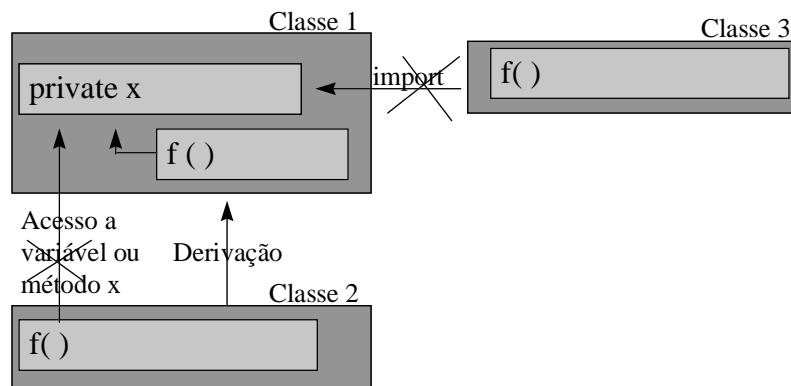 Classe 1
Classe 3
private x
import
f( )
f ( )
Acesso a
variável ou
método x
Derivação
Classe 2
f( )